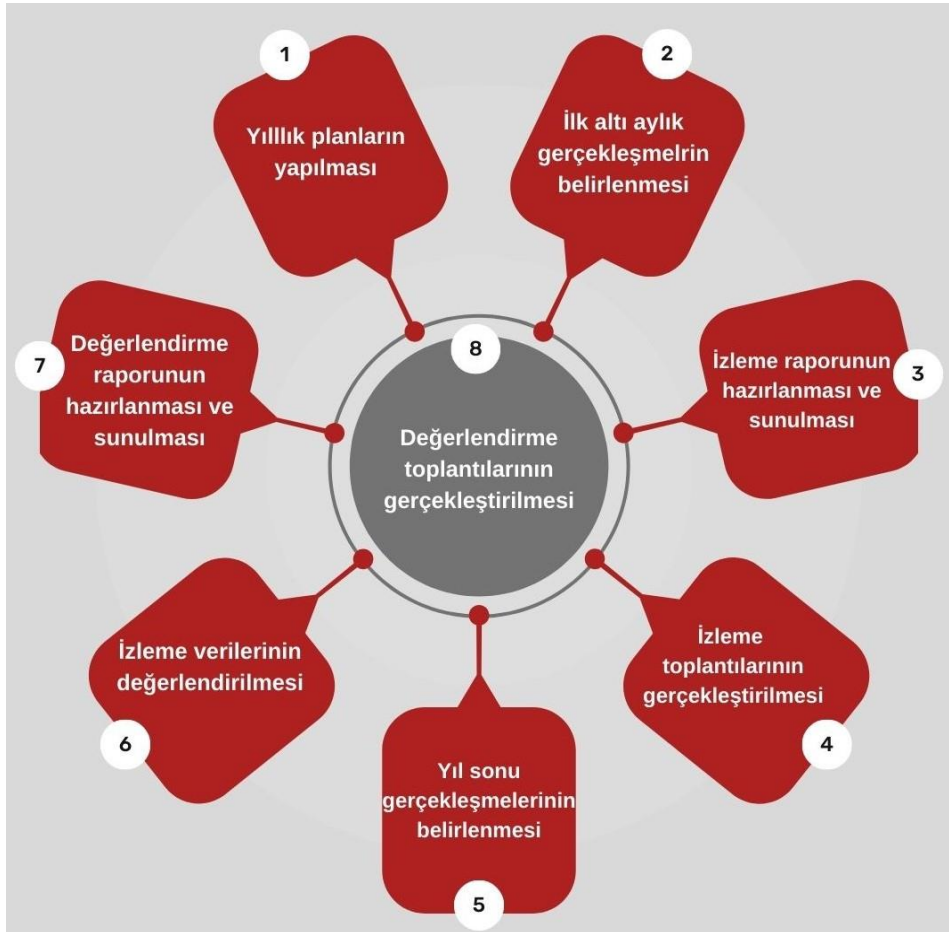 1
Yılllık planların
yapılması
2
İlk altı aylık
gerçekleşmelrin
belirlenmesi
3
İzleme raporunun
hazırlanması ve
sunulması
4
İzleme
toplantılarının
gerçekleştirilmesi
5
Yıl sonu
gerçekleşmelerinin
belirlenmesi
6
İzleme verilerinin
değerlendirilmesi
7
Değerlendirme
raporunun
hazırlanması ve
sunulması
8
Değerlendirme
toplantılarının
gerçekleştirilmesi